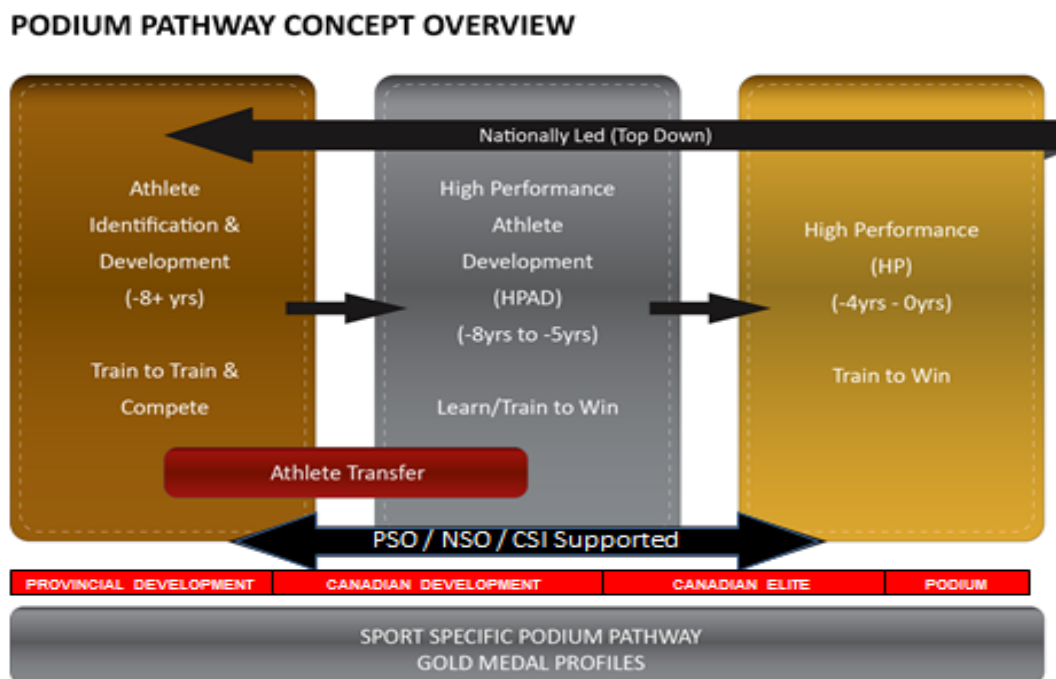 PODIUM PATHWAY CONCEPT OVERVIEW
Nationally Led (Top Down)
Athlete
Identification &
Development
(-8+ yrs)
Train to Train &
Compete
High Performance
Athlete
Development
(HPAD)
(-8yrs to -5yrs)
Learn/Train to Win
High Performance
(HP)
(-4yrs - 0yrs)
Train to Win
Athlete Transfer
PSO / NSO / CSI Supported
PROVINCIAL DEVELOPMENT
CANADIAN DEVELOPMENT
CANADIAN ELITE
PODIUM
SPORT SPECIFIC PODIUM PATHWAY
GOLD MEDAL PROFILES